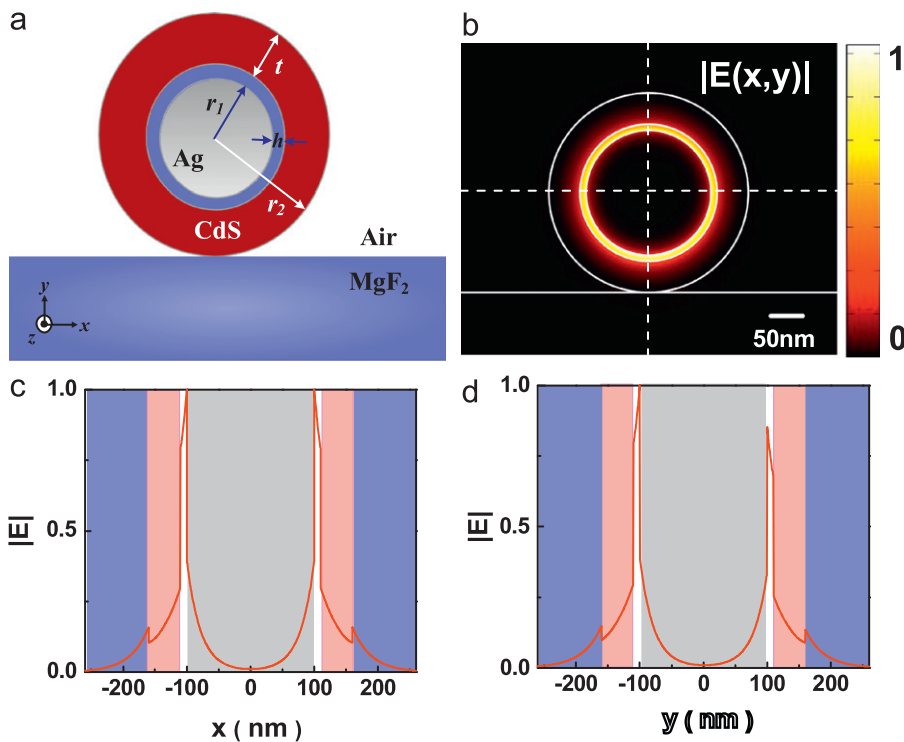 a
t
r1
h
Ag
r2
CdS
Air
MgF2
y
x
z
b
|E(x,y)|
50nm
1
0
c
1.0
0.5
0.0
|E|
-200 -100 0 100 200
x ( nm )
d
1.0
0.5
0.0
|E|
-200 -100 0 100 200
y ( nm )